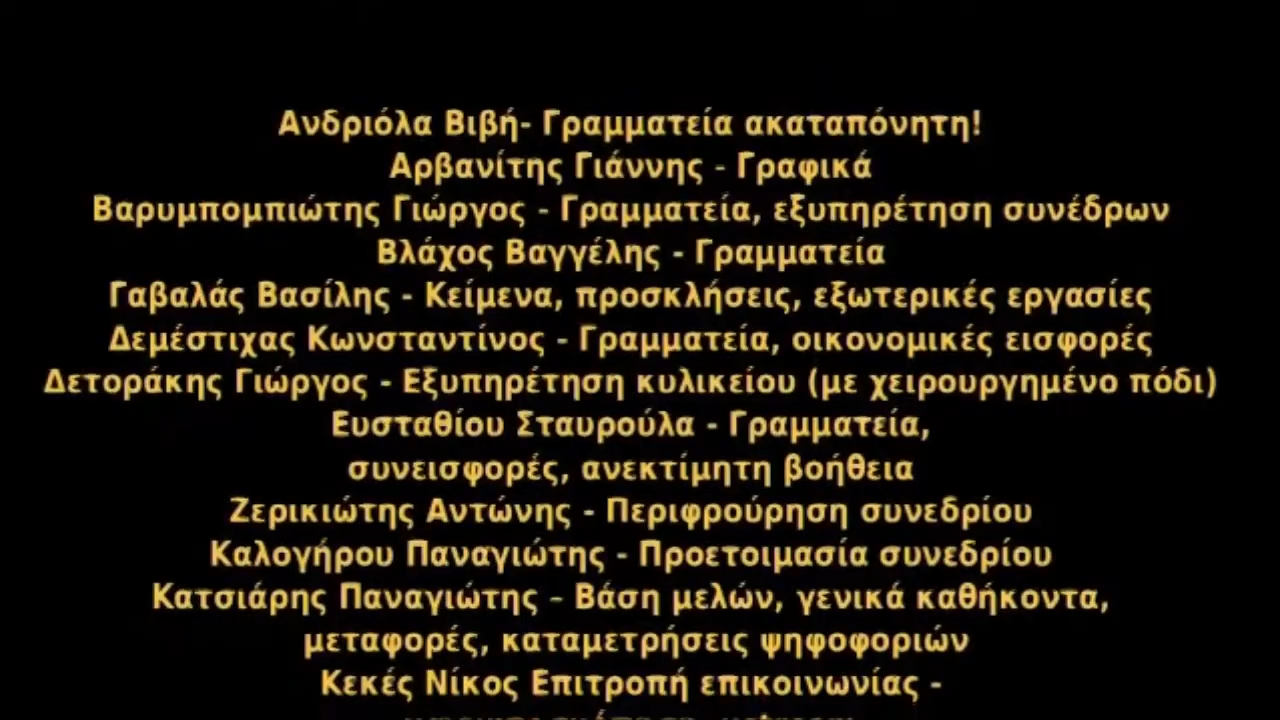 Ανδριόλα Βιβή- Γραμματεία ακαταπόνητη!
Αρβανίτης Γιάννης - Γραφικά
Βαρυμπομπιώτης Γιώργος - Γραμματεία, εξυπηρέτηση συνέδρων
Βλάχος Βαγγέλης - Γραμματεία
Γαβαλάς Βασίλης - Κείμενα, προσκλήσεις, εξωτερικές εργασίες
Δεμέστιχας Κωνσταντίνος - Γραμματεία, οικονομικές εισφορές
Δετοράκης Γιώργος - Εξυπηρέτηση κυλικείου (με χειρουργημένο πόδι)
Ευσταθίου Σταυρούλα - Γραμματεία,
συνεισφορές, ανεκτίμητη βοήθεια
Ζερικιώτης Αντώνης - Περιφρούρηση συνεδρίου
Καλογήρου Παναγιώτης - Προετοιμασία συνεδρίου
Κατσιάρης Παναγιώτης – Βάση μελών, γενικά καθήκοντα,
μεταφορές, καταμετρήσεις ψηφοφοριών
Κεκές Νίκος Επιτροπή επικοινωνίας -